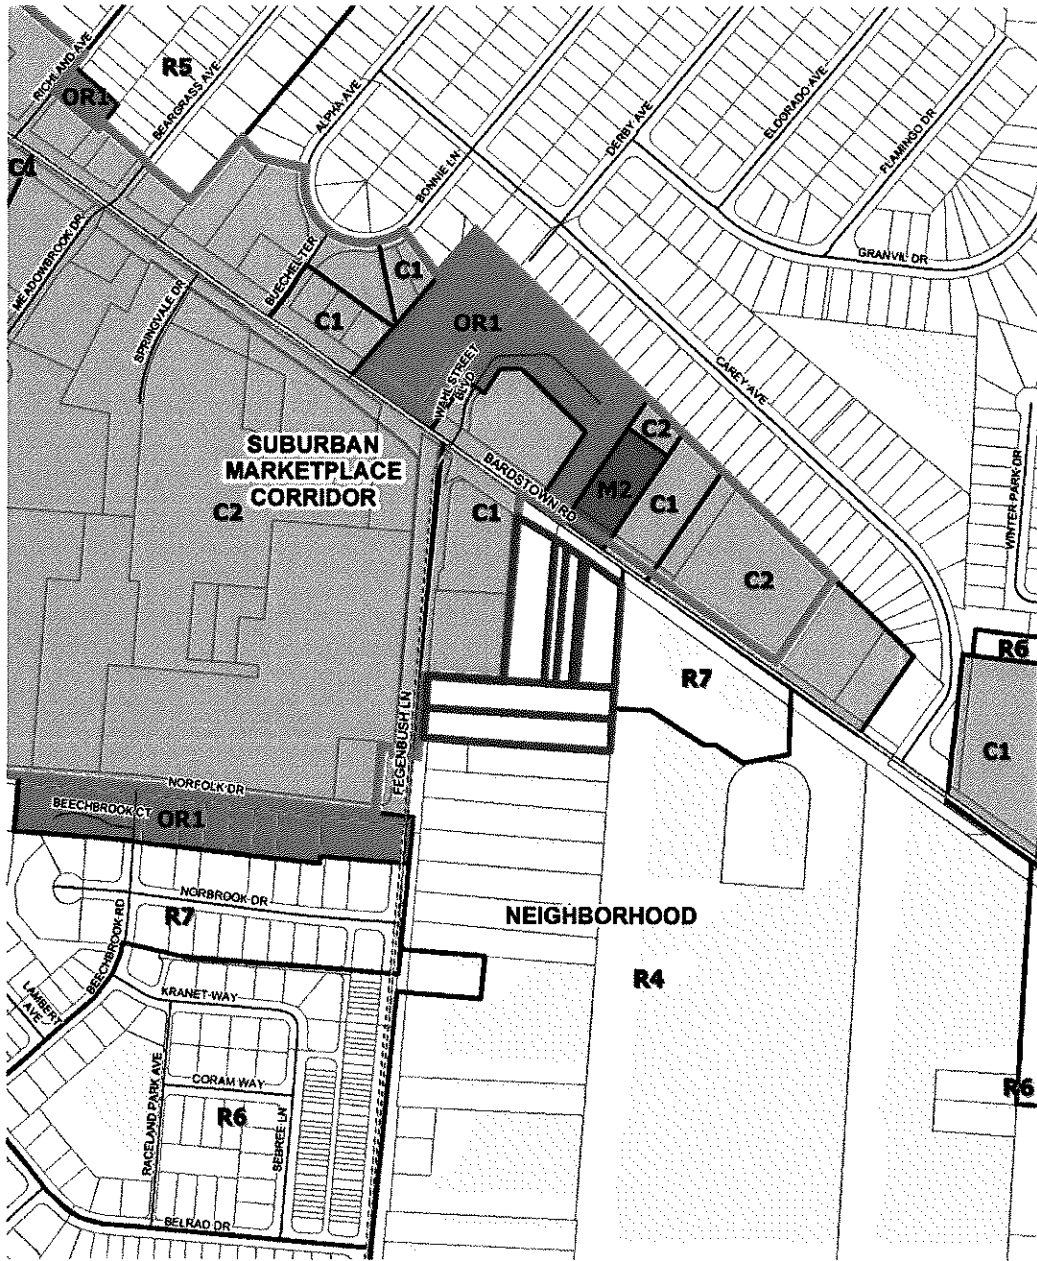 RICHLAND AVE
R5
OR1
BEARGRASS AVE
ALPHA AVE
BONNIE LN
DERBY AVE
ELDORADO AVE
FLAMINGO DR
GRANVIL DR
C1
MEADOWBROOK DR
SPRINGVALE DR
BUECHEL TER
C1
C1
OR1
WAHL STREET
BLVD
CAREY AVE
WINTER PARK DR
C2
SUBURBAN
MARKETPLACE
CORRIDOR
C2
BARDSTOWN RD
M2
C1
C1
C2
R6
R7
C1
FEGENBUSH LN
NORFOLK DR
BEECHBROOK CT
OR1
NORBROOK DR
R7
BEECHBROOK RD
NEIGHBORHOOD
R4
LAMBERT
AVE
KRANET WAY
RACELAND PARK AVE
CORAM WAY
R6
SEBREE LN
R6
BELRAD DR